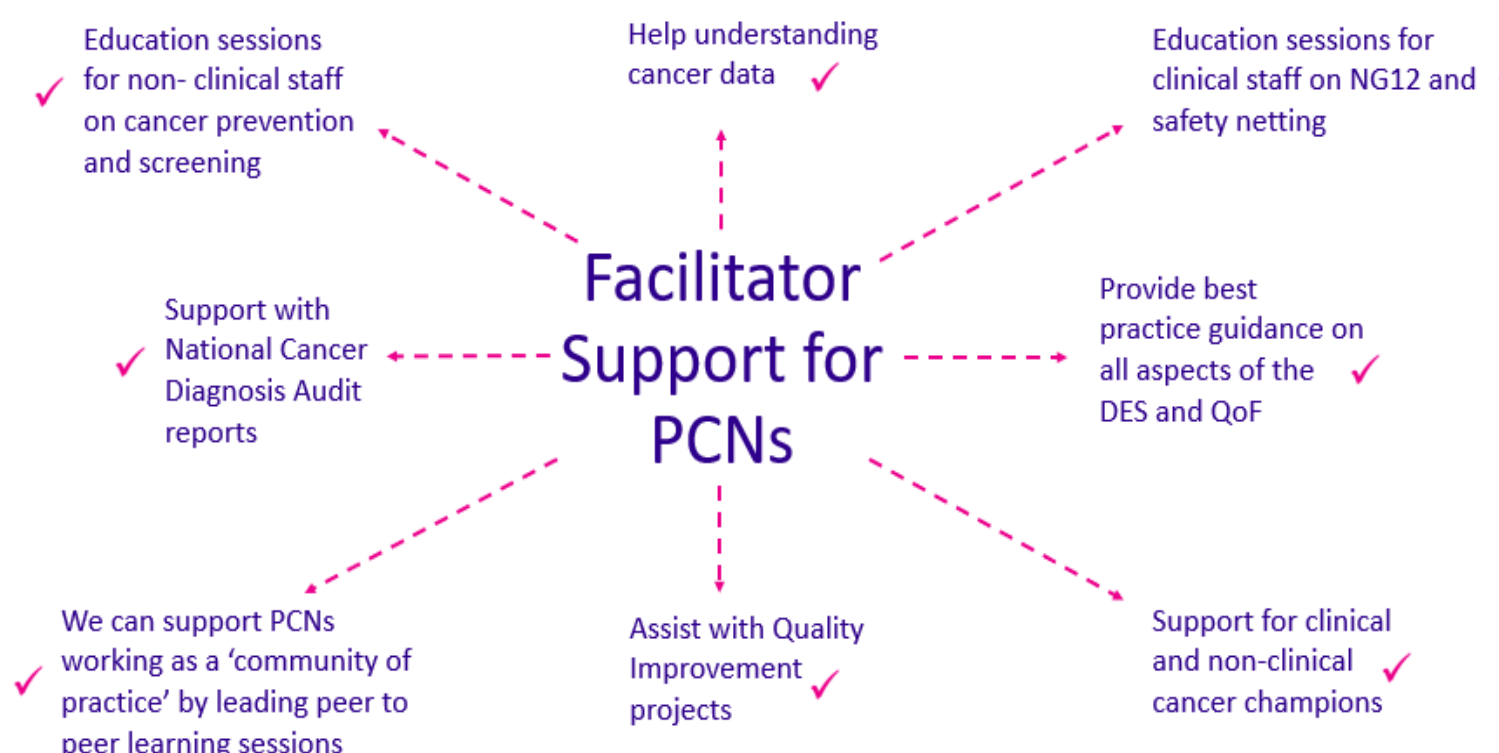 Education sessions
for non- clinical staff
on cancer prevention
and screening
Help understanding
cancer data
Education sessions for
clinical staff on NG12 and
safety netting
Support with
National Cancer
Diagnosis Audit
reports
Facilitator
Support for
PCNs
Provide best
practice guidance on
all aspects of the
DES and QoF
We can support PCNs
working as a ‘community of
practice’ by leading peer to
peer learning sessions
Assist with Quality
Improvement
projects
Support for clinical
and non-clinical
cancer champions